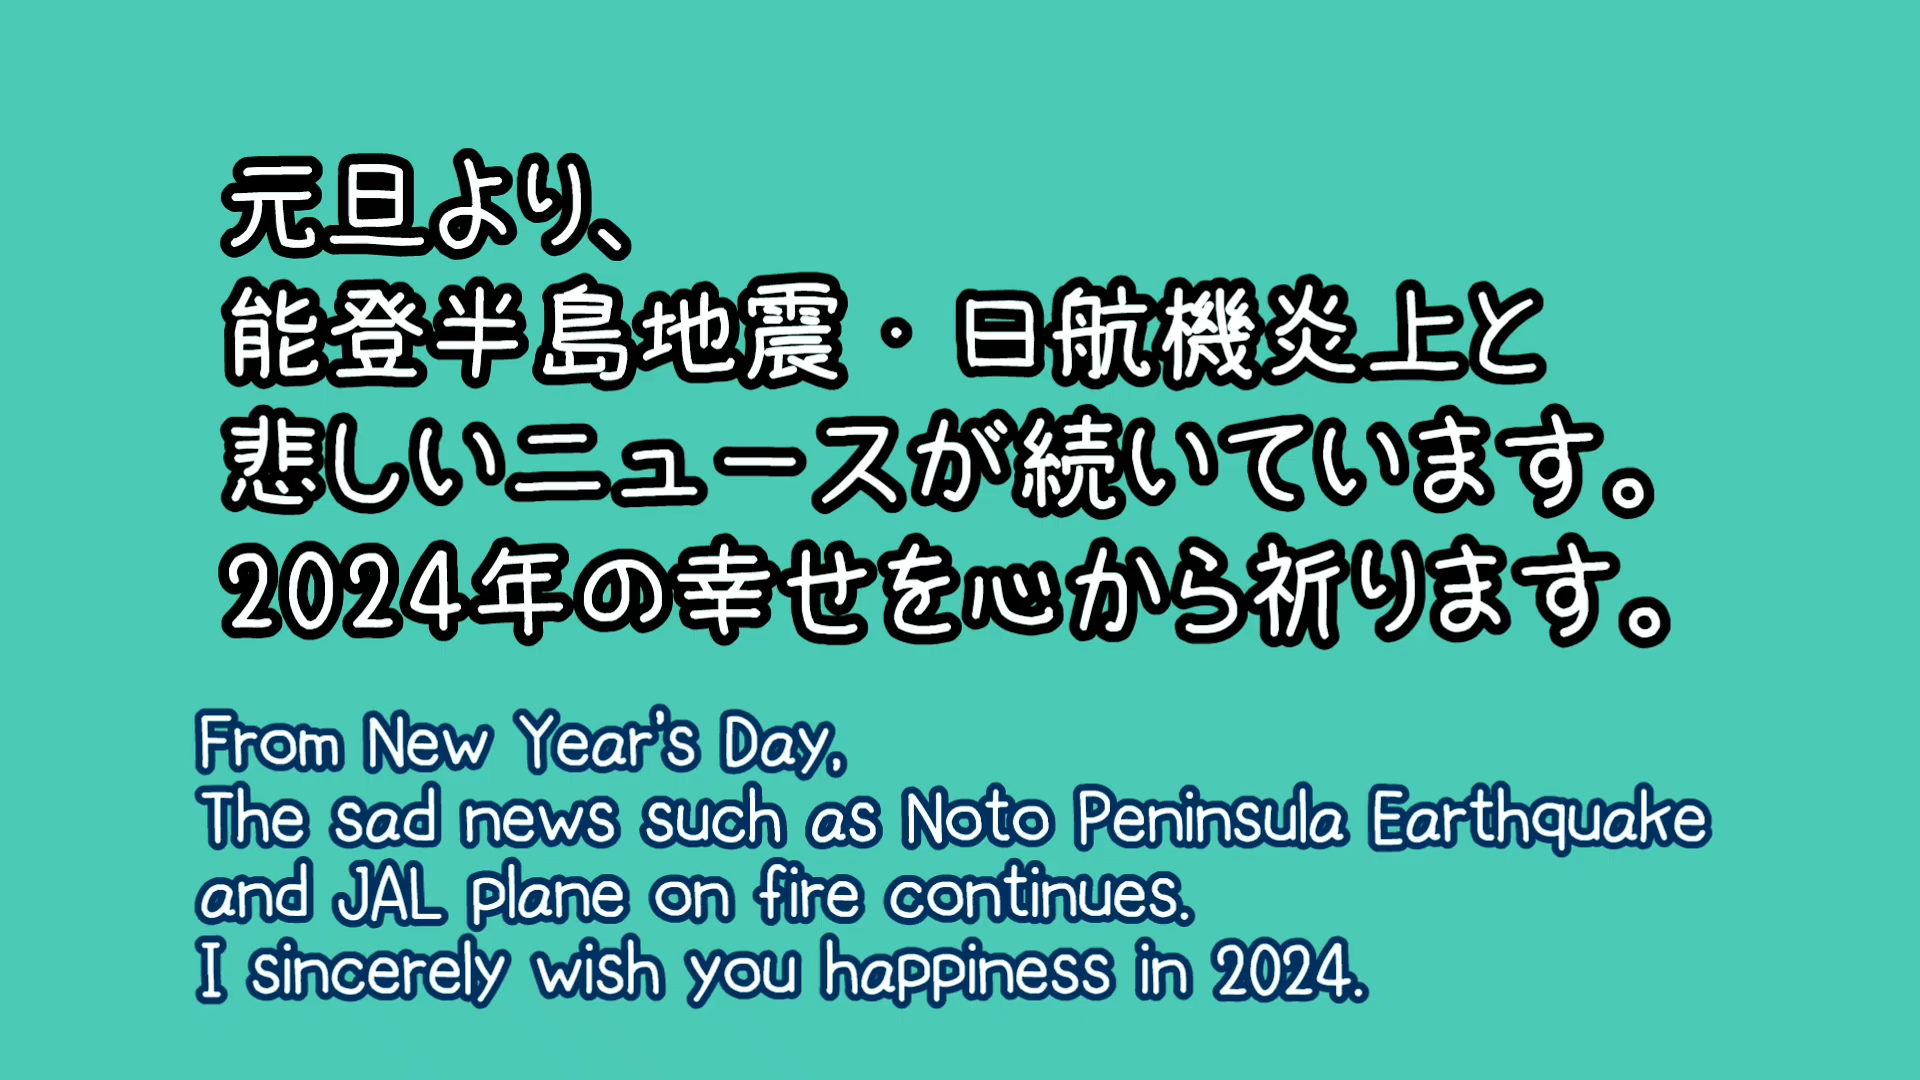 元旦より、
能登半島地震・日航機炎上と
悲しいニュースが続いています。
2024年の幸せを心から祈ります。
From New Year's Day,
The sad news such as Noto Peninsula Earthquake
and JAL plane on fire continues.
I sincerely wish you happiness in 2024.